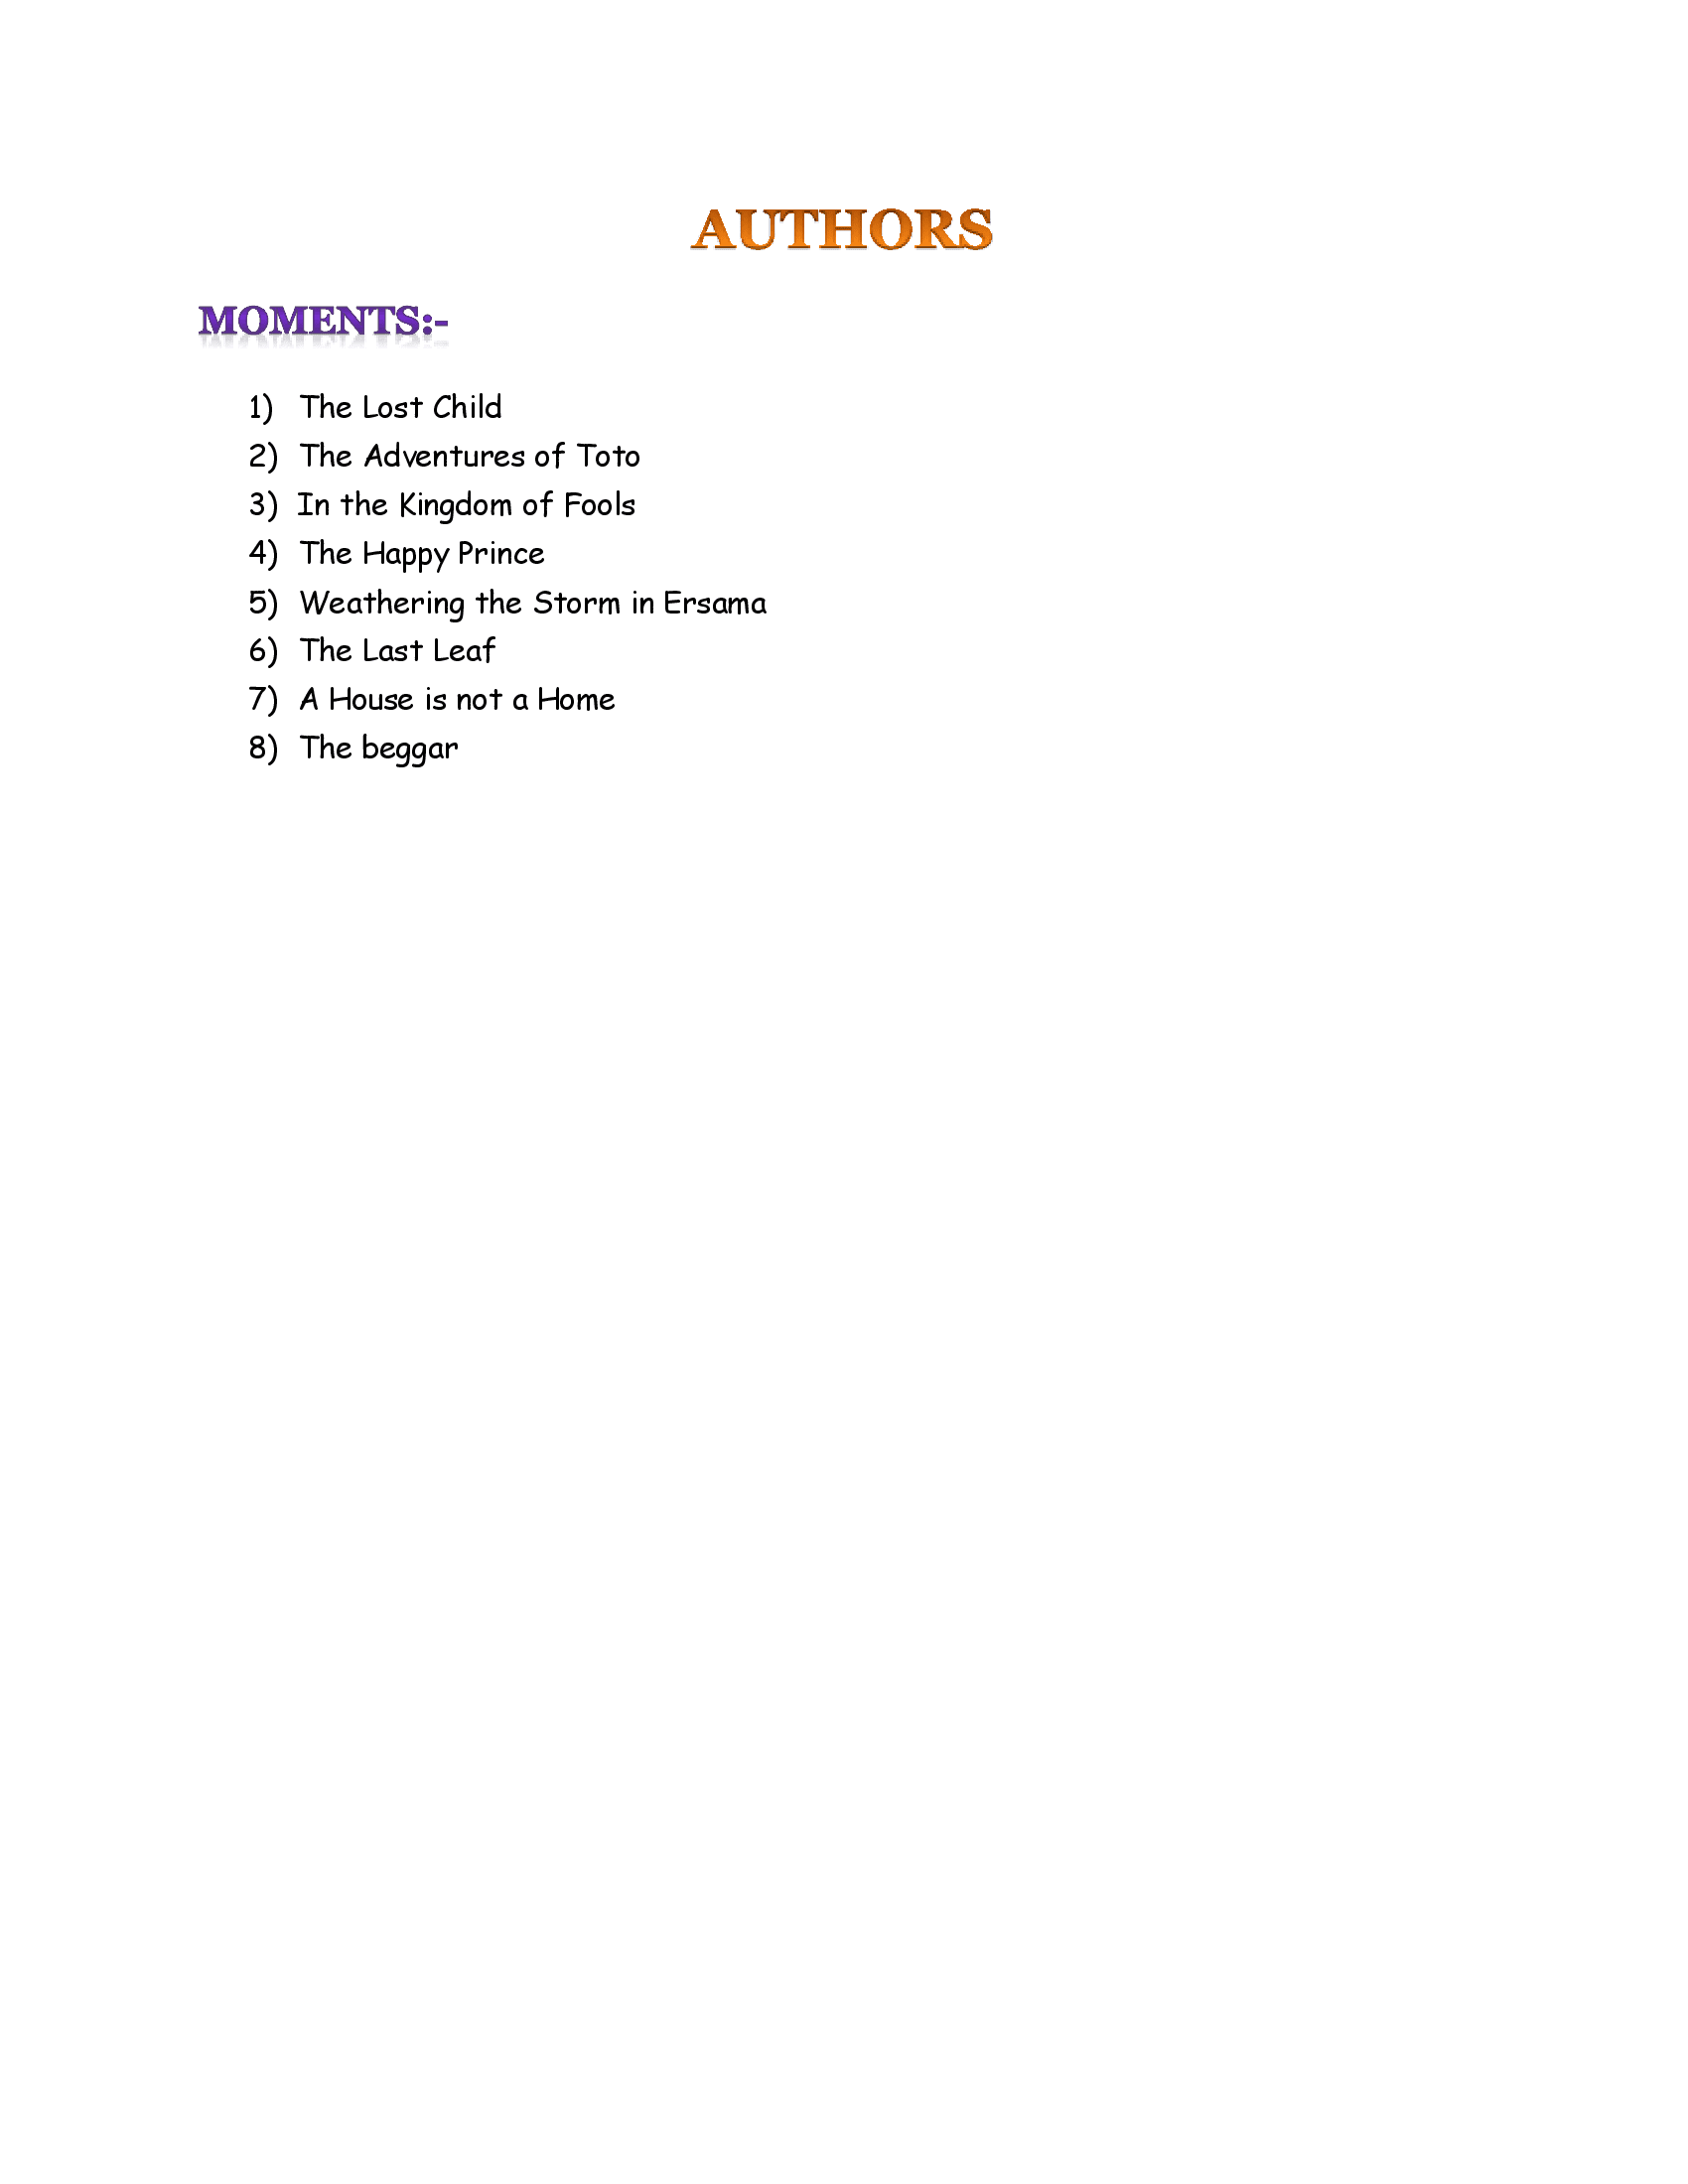 AUTHORS
MOMENTS:-
1) The Lost Child
2) The Adventures of Toto
3) In the Kingdom of Fools
4) The Happy Prince
5) Weathering the Storm in Ersama
6) The Last Leaf
7) A House is not a Home
8) The beggar